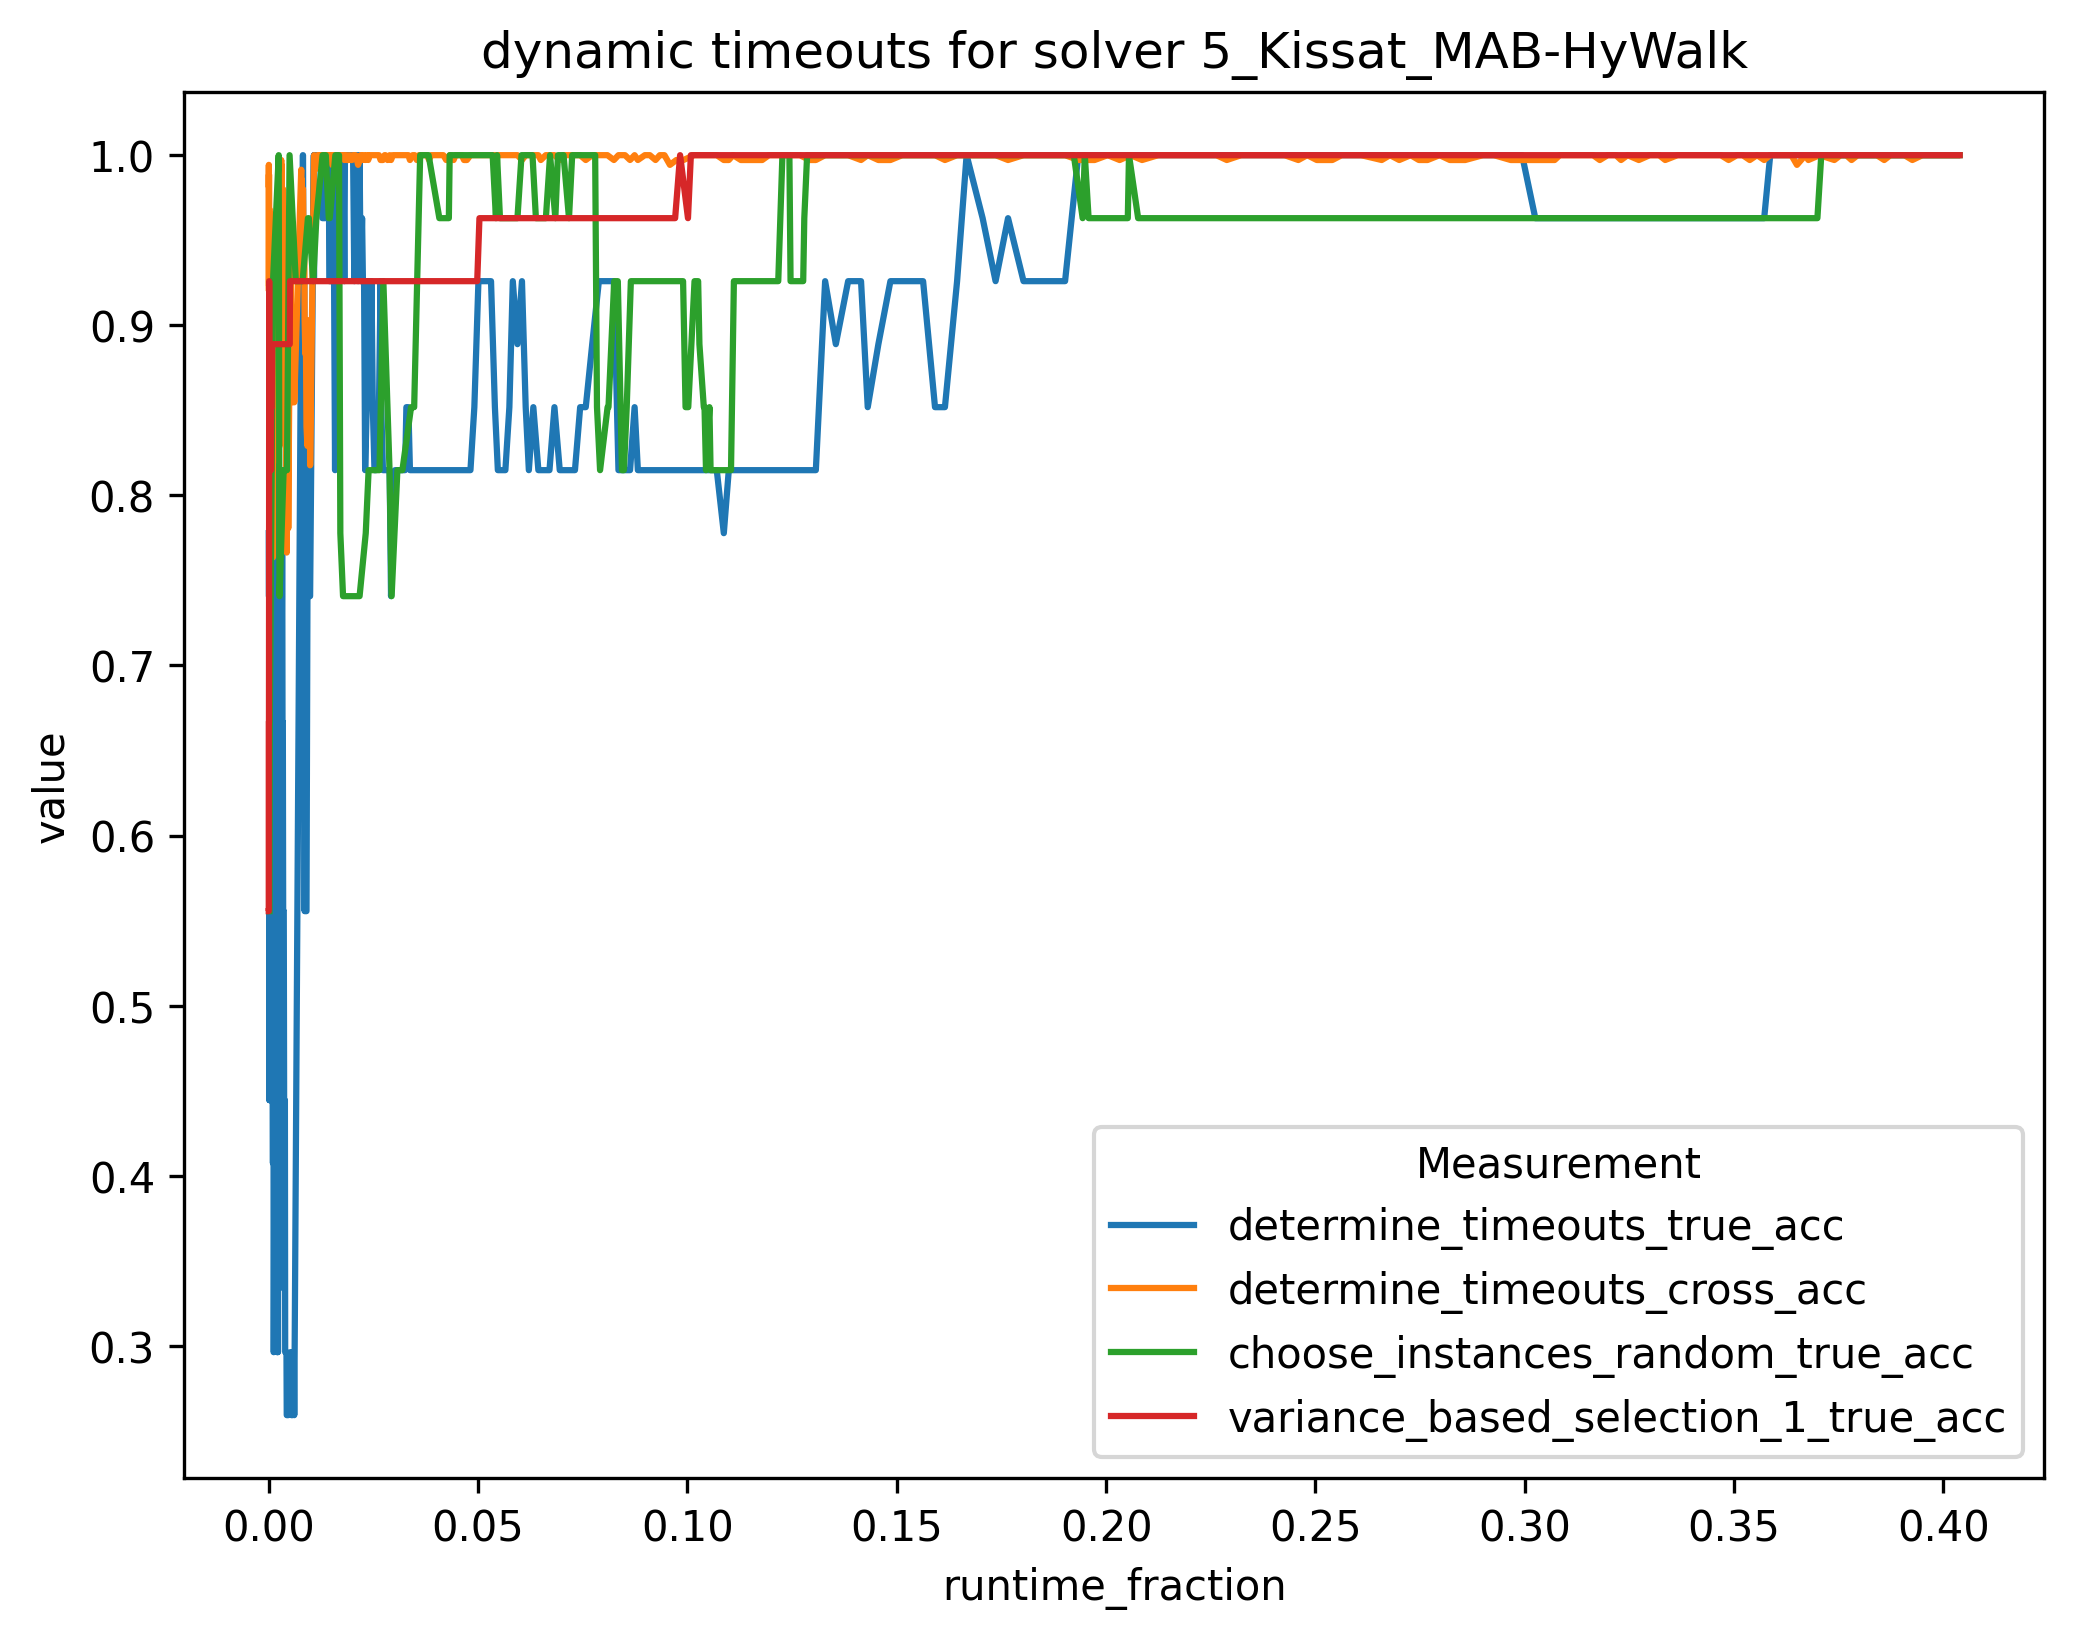 dynamic timeouts for solver 5_Kissat_MAB-HyWalk
1.0
0.9
0.8
0.7
0.6
0.5
0.4
0.3
value
Measurement
determine_timeouts_true_acc
determine_timeouts_cross_acc
choose_instances_random_true_acc
variance_based_selection_1_true_acc
0.00 0.05 0.10 0.15 0.20 0.25 0.30 0.35 0.40
runtime_fraction